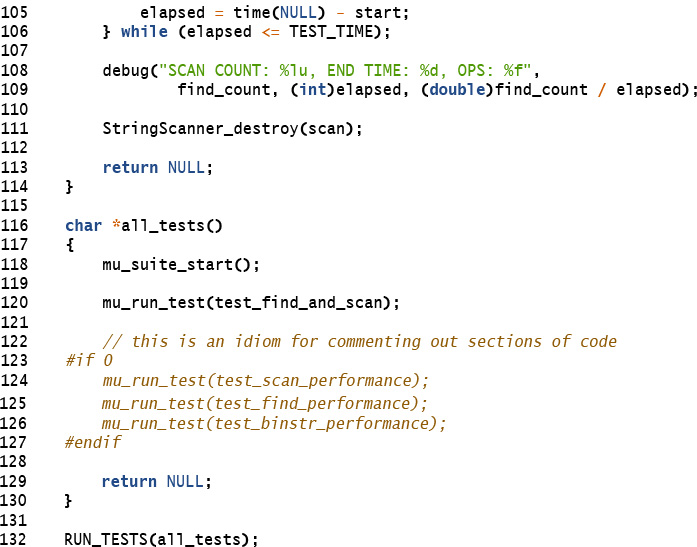 105            elapsed = time(NULL) - start;
106        } while (elapsed <= TEST_TIME);
107
108        debug("SCAN COUNT: %lu, END TIME: %d, OPS: %f",
109                find_count, (int)elapsed, (double)find_count / elapsed);
110
111        StringScanner_destroy(scan);
112
113        return NULL;
114    }
115
116    char *all_tests()
117    {
118        mu_suite_start();
119
120        mu_run_test(test_find_and_scan);
121
122        // this is an idiom for commenting out sections of code
123    #if 0
124        mu_run_test(test_scan_performance);
125        mu_run_test(test_find_performance);
126        mu_run_test(test_binstr_performance);
127    #endif
128
129        return NULL;
130    }
131
132    RUN_TESTS(all_tests);